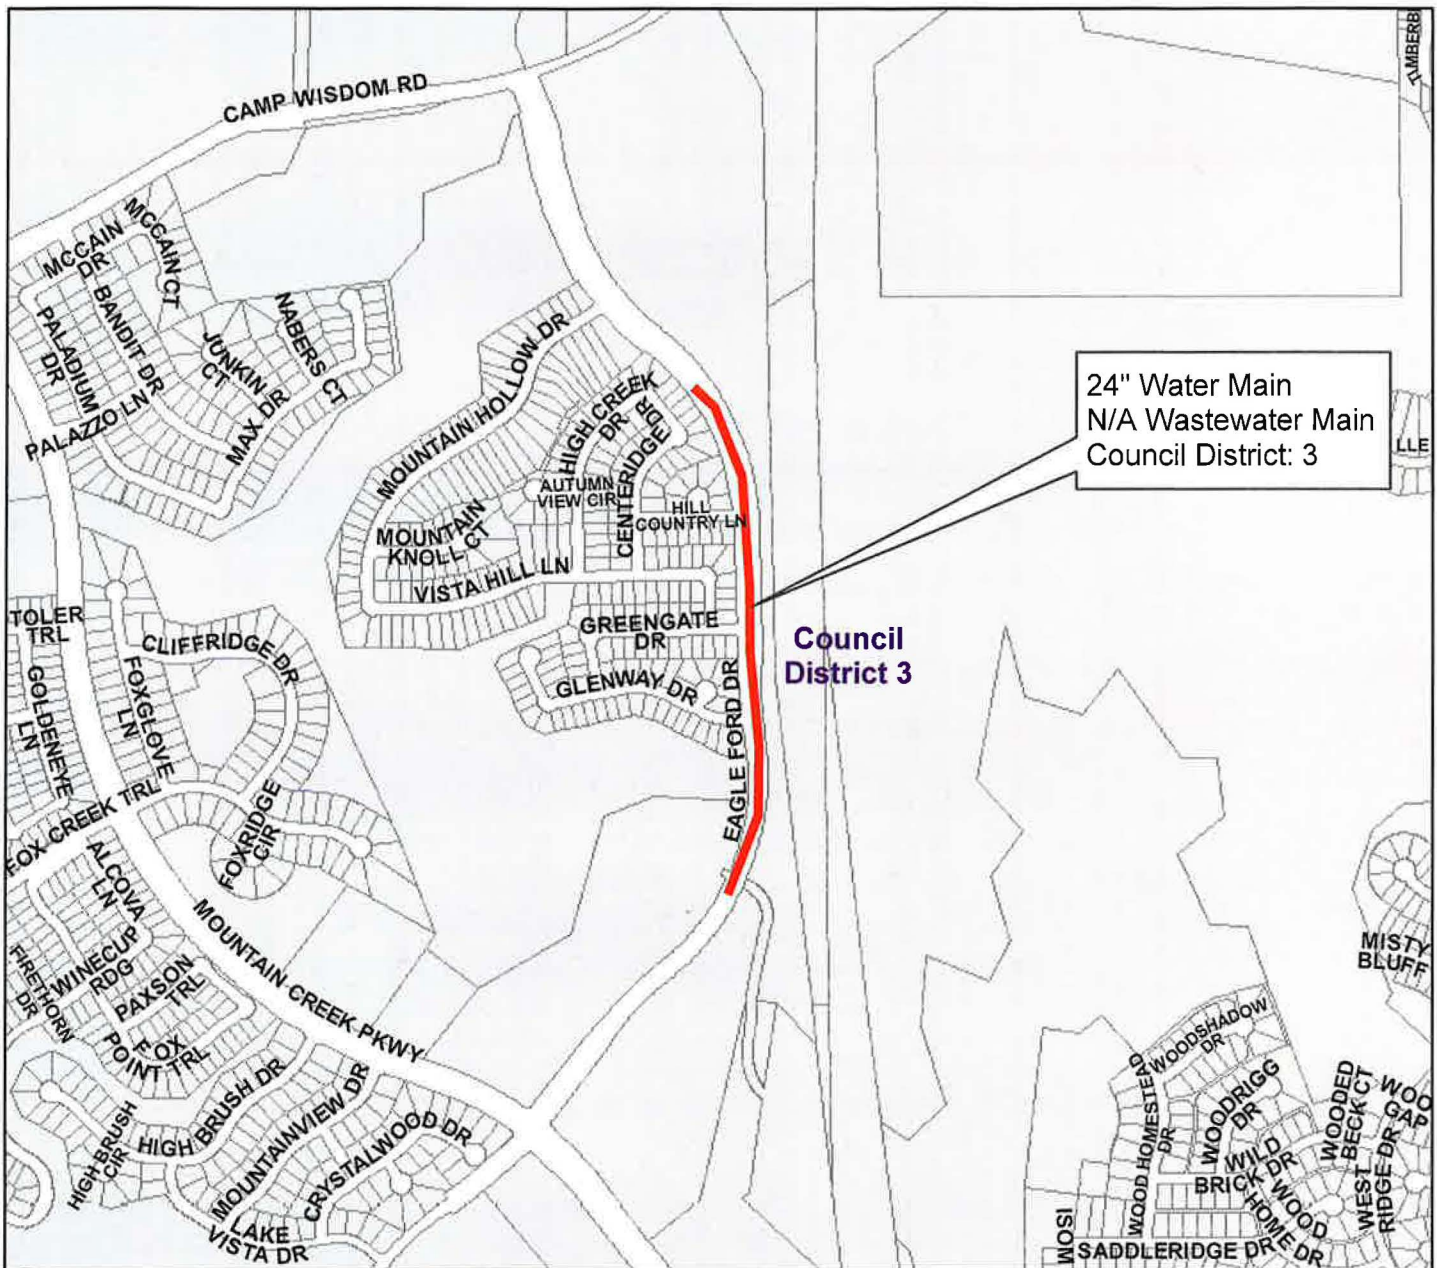 TIMBERB
CAMP WISDOM RD
MCCAIN CT
MCCAIN
DR
BANDIT DR
PALADIUM
DR
JUNKIN
CT
NABERS CT
MAX DR
PALAZZO LN
MOUNTAIN HOLLOW DR
HIGH CREEK
DR
CENTERIDGE DR
AUTUMN
VIEW CIR
HILL
COUNTRY LN
MOUNTAIN
KNOLL CT
VISTA HILL LN
24" Water Main
N/A Wastewater Main
Council District: 3
LLE
TOLER
TRL
CLIFFRIDGE DR
GREENGATE
DR
Council
District 3
GOLDENEYE
LN
FOXGLOVE
LN
GLENWAY DR
EAGLE FORD DR
FOX CREEK TRL
FOXRIDGE
CIR
ALCOVA
LN
MOUNTAIN CREEK PKWY
WINECUP
RDG
FIRETHORN
DR
PAXSON
TRL
FOX
POINT TRL
MISTY
BLUFF
HIGH BRUSH DR
HIGH BRUSH
CIR
MOUNTAINVIEW DR
CRYSTALWOOD DR
LAKE
VISTA DR
WOODSHADOW
DR
WOOD HOMESTEAD
DR
WOODRIGG
DR
WOODED
BECK CT
WOO
GAP
WILD
BRICK DR
WEST
RIDGE DR
WOOD
HOME DR
ISOM
SADDLERIDGE DR